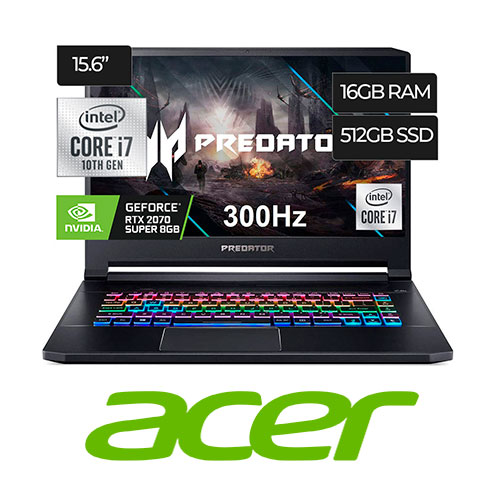 15.6”
16GB RAM
512GB SSD
intel
CORE i7
10TH GEN
PREDATO
NVIDIA.
GEFORCE
RTX 2070
SUPER 8GB
300Hz
intel
CORE i7
PREDATOR
acer